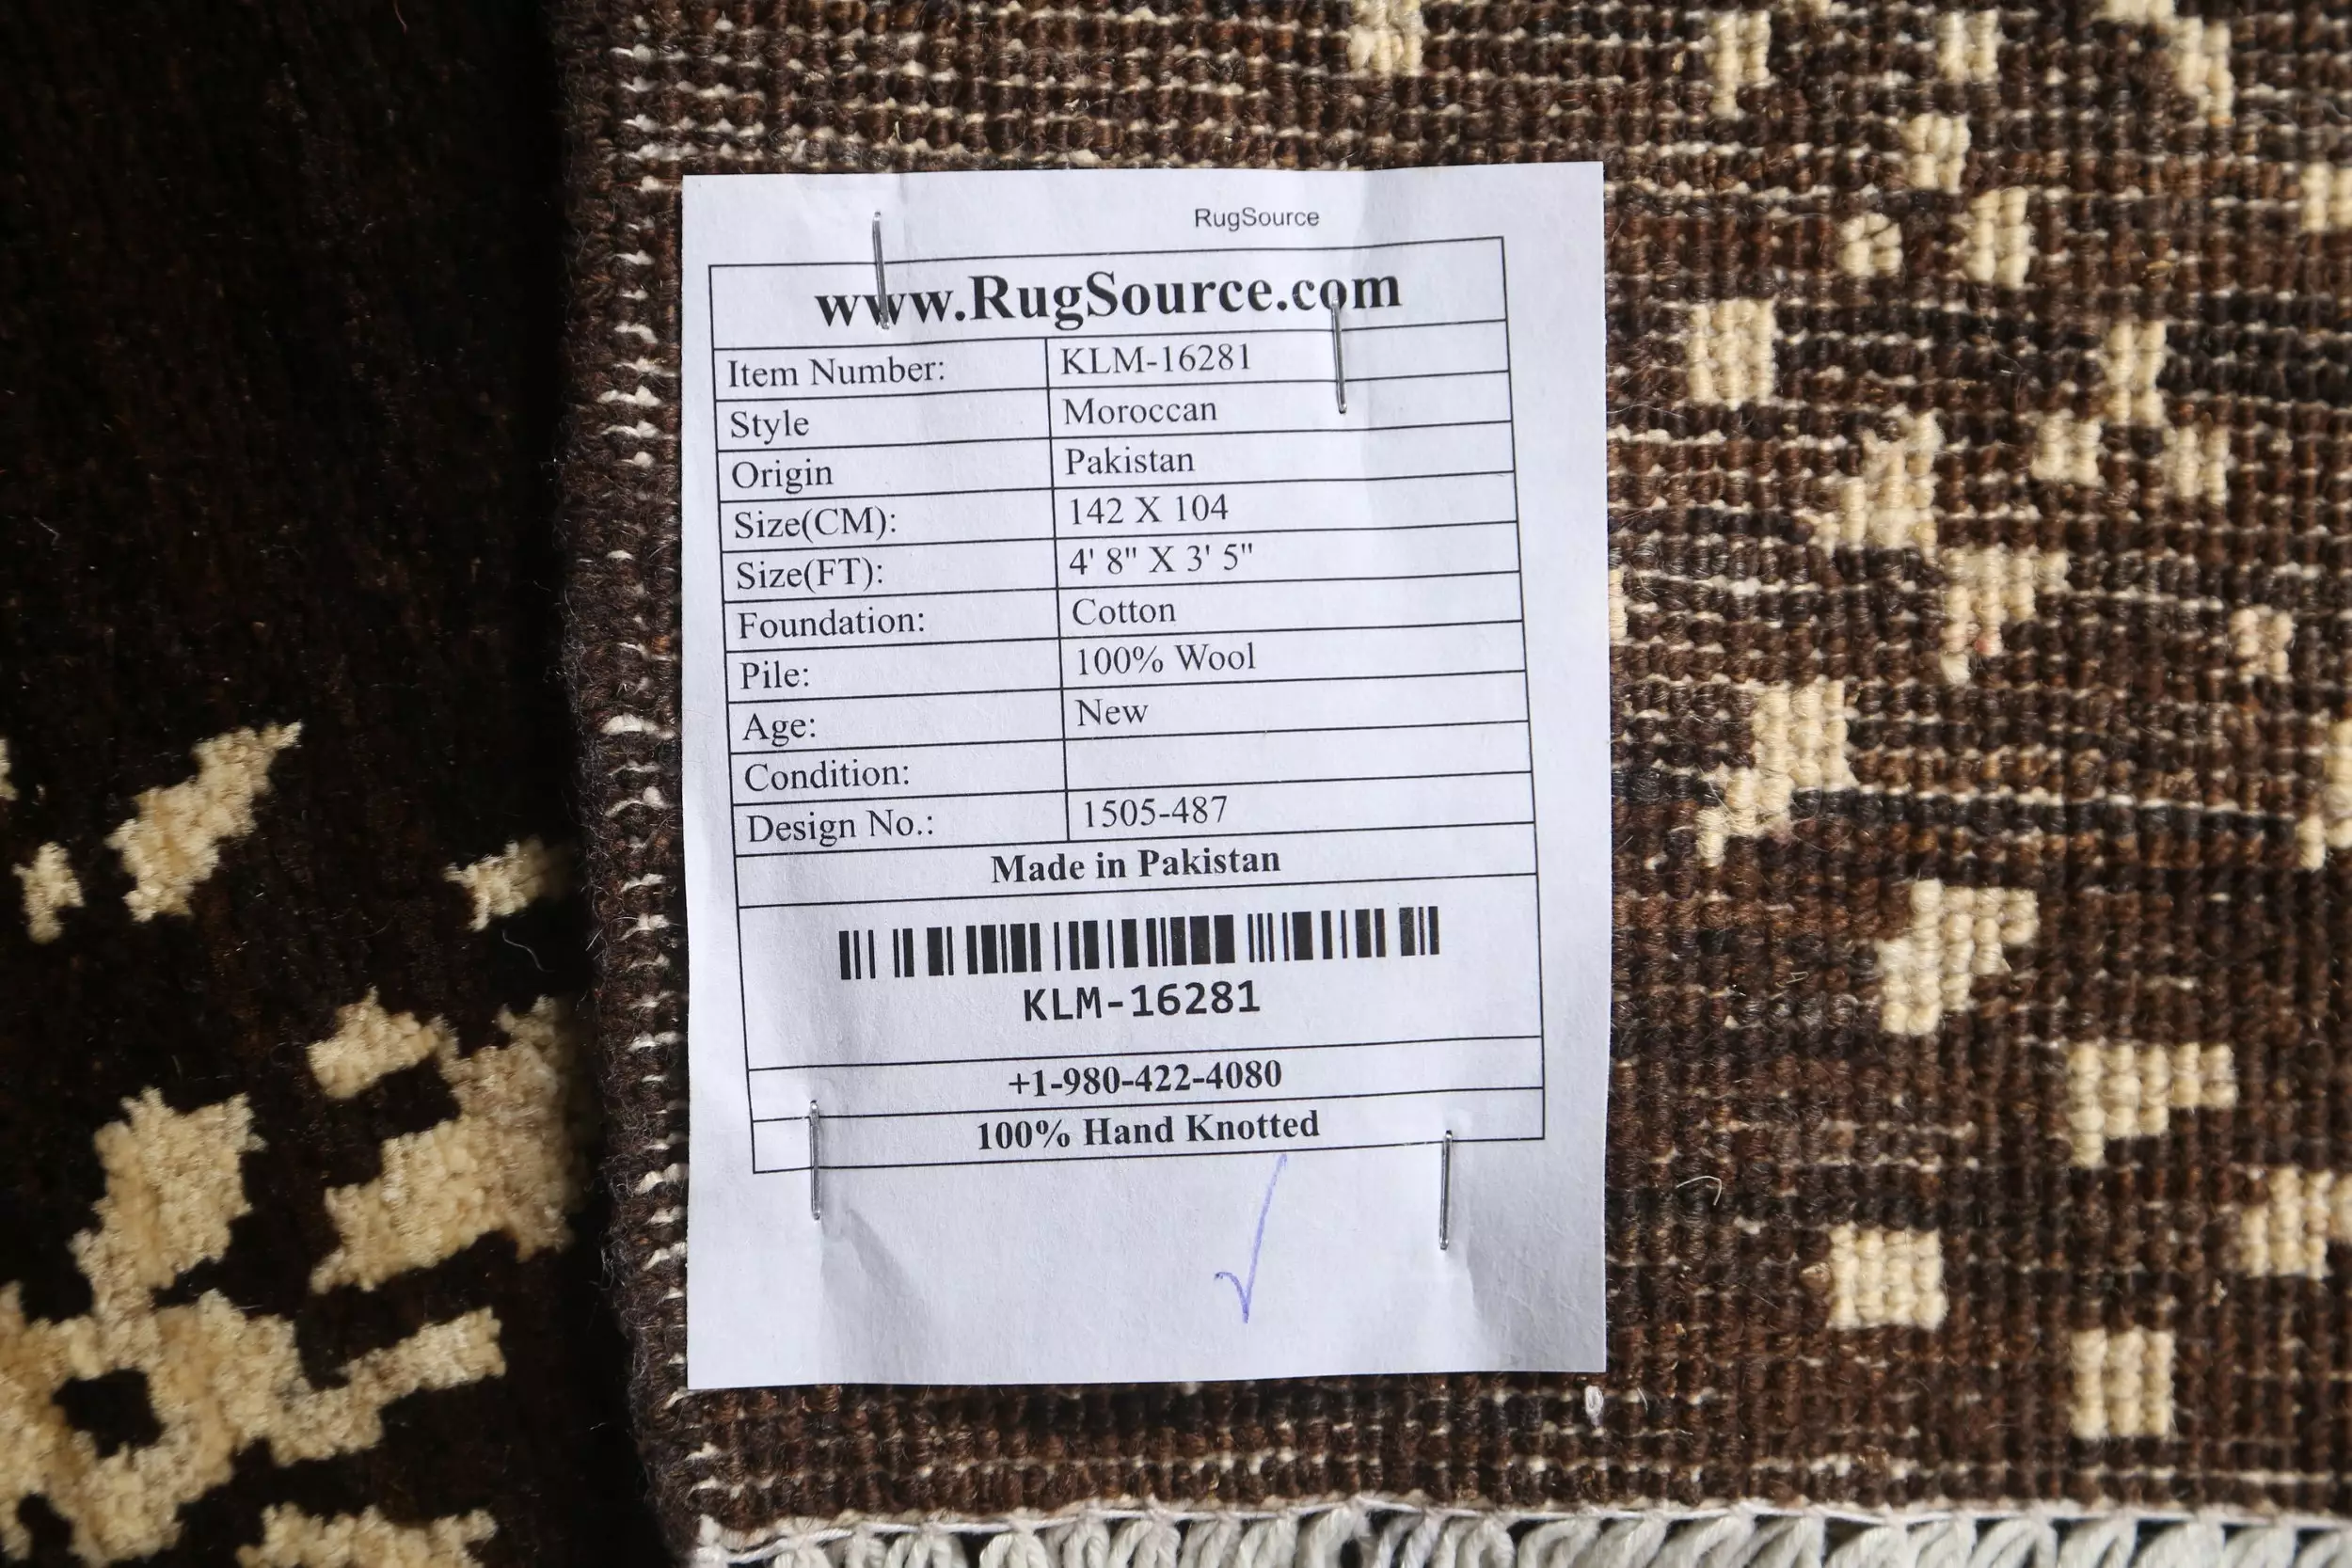 RugSource
www.RugSource.com
Item Number: KLM-16281
Style Moroccan
Origin Pakistan
Size(CM): 142 X 104
Size(FT): 4' 8" X 3' 5"
Foundation: Cotton
Pile: 100% Wool
Age: New
Condition:
Design No.: 1505-487
Made in Pakistan
KLM-16281
+1-980-422-4080
100% Hand Knotted